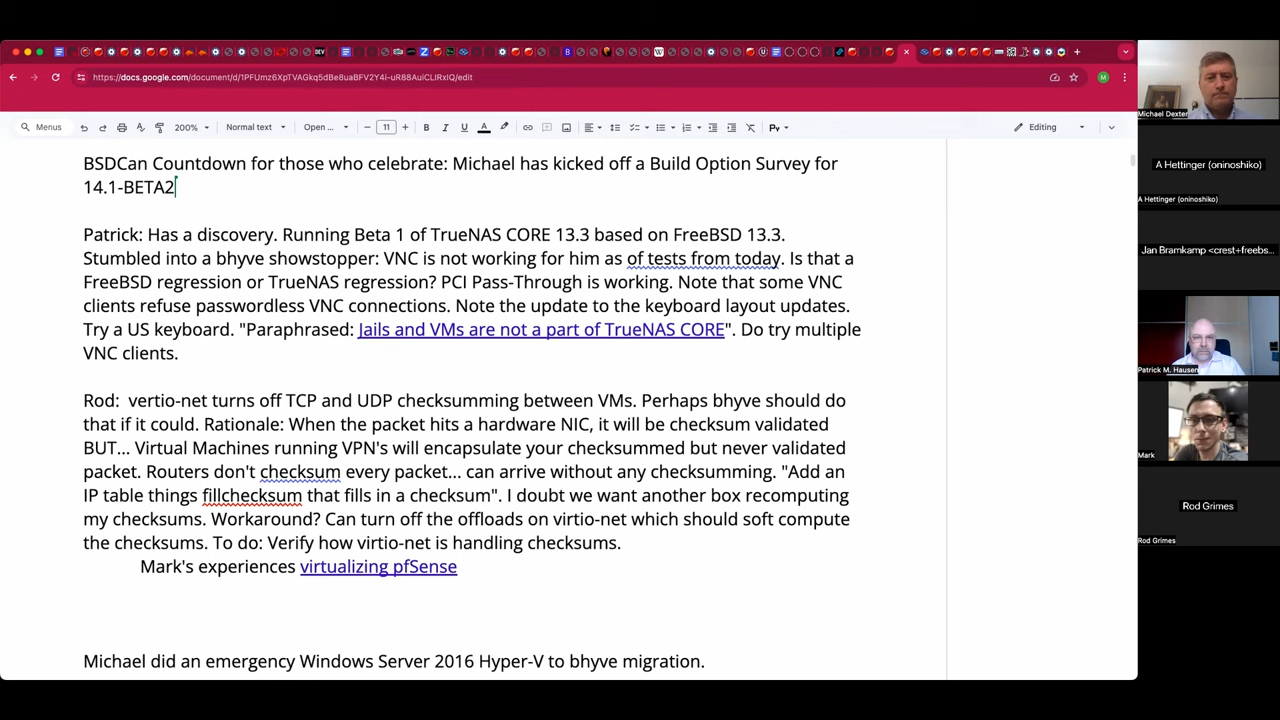 https://docs.google.com/document/d/1PFUmz6XpTVAGkq5dBe8uaBFV2Y4i-uR88AuiCLIRxIQ/edit
Menus
200%
Normal text
Open ...
11
Editing
BSDCan Countdown for those who celebrate: Michael has kicked off a Build Option Survey for
14.1-BETA2
Patrick: Has a discovery. Running Beta 1 of TrueNAS CORE 13.3 based on FreeBSD 13.3.
Stumbled into a bhyve showstopper: VNC is not working for him as of tests from today. Is that a
FreeBSD regression or TrueNAS regression? PCI Pass-Through is working. Note that some VNC
clients refuse passwordless VNC connections. Note the update to the keyboard layout updates.
Try a US keyboard. "Paraphrased: Jails and VMs are not a part of TrueNAS CORE". Do try multiple
VNC clients.
Rod:  vertio-net turns off TCP and UDP checksumming between VMs. Perhaps bhyve should do
that if it could. Rationale: When the packet hits a hardware NIC, it will be checksum validated
BUT... Virtual Machines running VPN's will encapsulate your checksummed but never validated
packet. Routers don't checksum every packet... can arrive without any checksumming. "Add an
IP table things fillchecksum that fills in a checksum". I doubt we want another box recomputing
my checksums. Workaround? Can turn off the offloads on virtio-net which should soft compute
the checksums. To do: Verify how virtio-net is handling checksums.
Mark's experiences virtualizing pfSense
Michael did an emergency Windows Server 2016 Hyper-V to bhyve migration.
Michael Dexter
A Hettinger (oninoshiko)
A Hettinger (oninoshiko)
Jan Bramkamp <crest+freebs...
Patrick M. Hausen
Mark
Rod Grimes
Rod Grimes